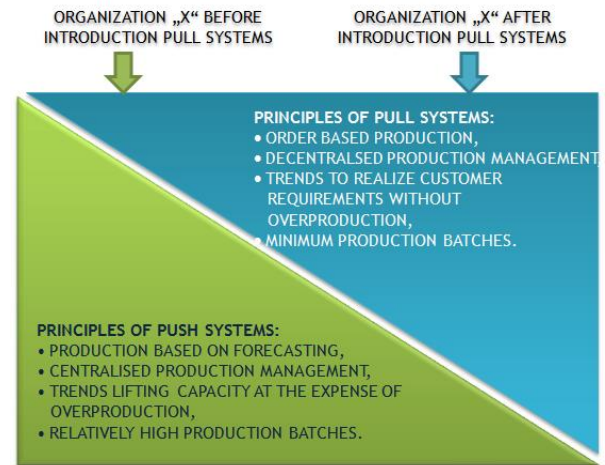 ORGANIZATION „X“ BEFORE
INTRODUCTION PULL SYSTEMS
ORGANIZATION „X“ AFTER
INTRODUCTION PULL SYSTEMS
PRINCIPLES OF PULL SYSTEMS:
• ORDER BASED PRODUCTION,
• DECENTRALSED PRODUCTION MANAGEMENT,
• TRENDS TO REALIZE CUSTOMER
REQUIREMENTS WITHOUT
OVERPRODUCTION,
• MINIMUM PRODUCTION BATCHES.
PRINCIPLES OF PUSH SYSTEMS:
• PRODUCTION BASED ON FORECASTING,
• CENTRALISED PRODUCTION MANAGEMENT,
• TRENDS LIFTING CAPACITY AT THE EXPENSE OF
OVERPRODUCTION,
• RELATIVELY HIGH PRODUCTION BATCHES.